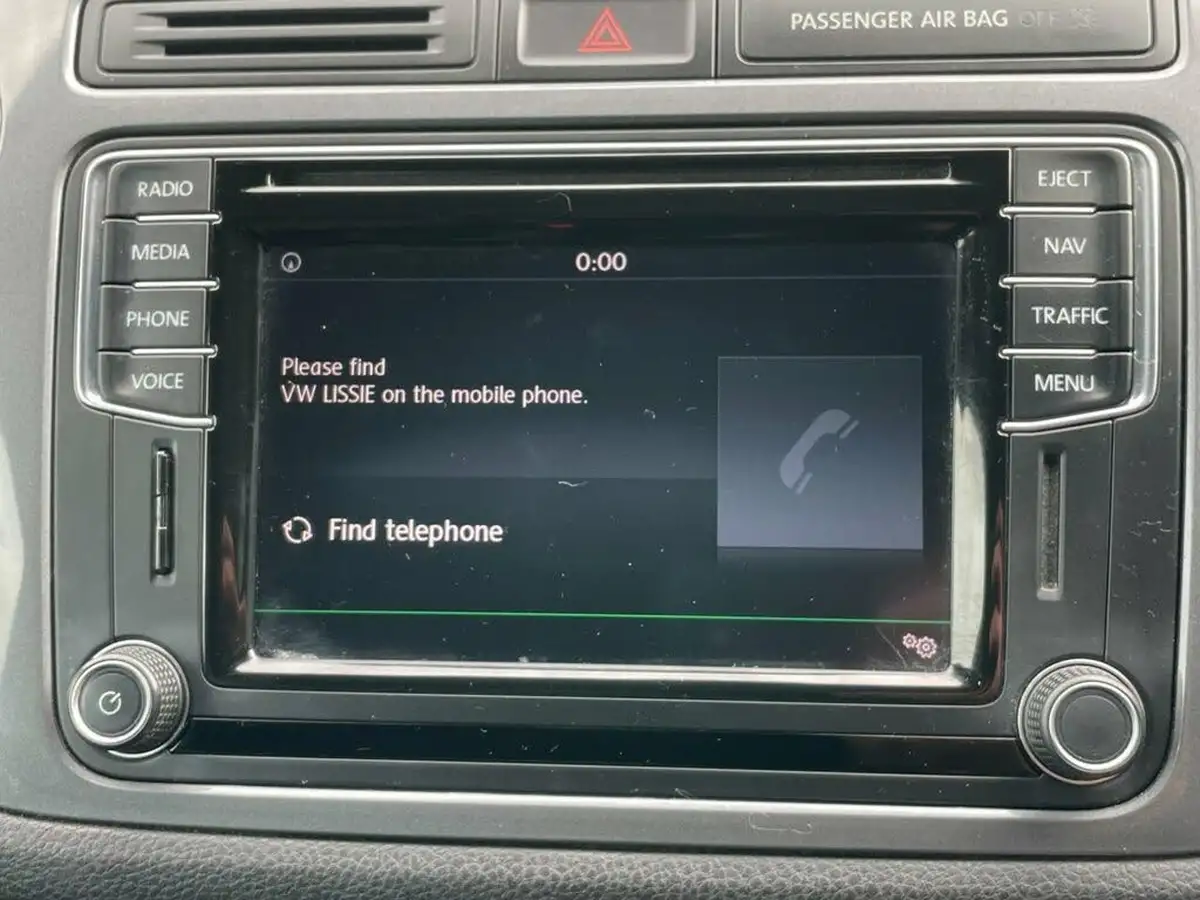 PASSENGER AIR BAG OFF
RADIO
MEDIA
PHONE
VOICE
EJECT
NAV
TRAFFIC
MENU
0:00
Please find
VW LISSIE on the mobile phone.
Find telephone